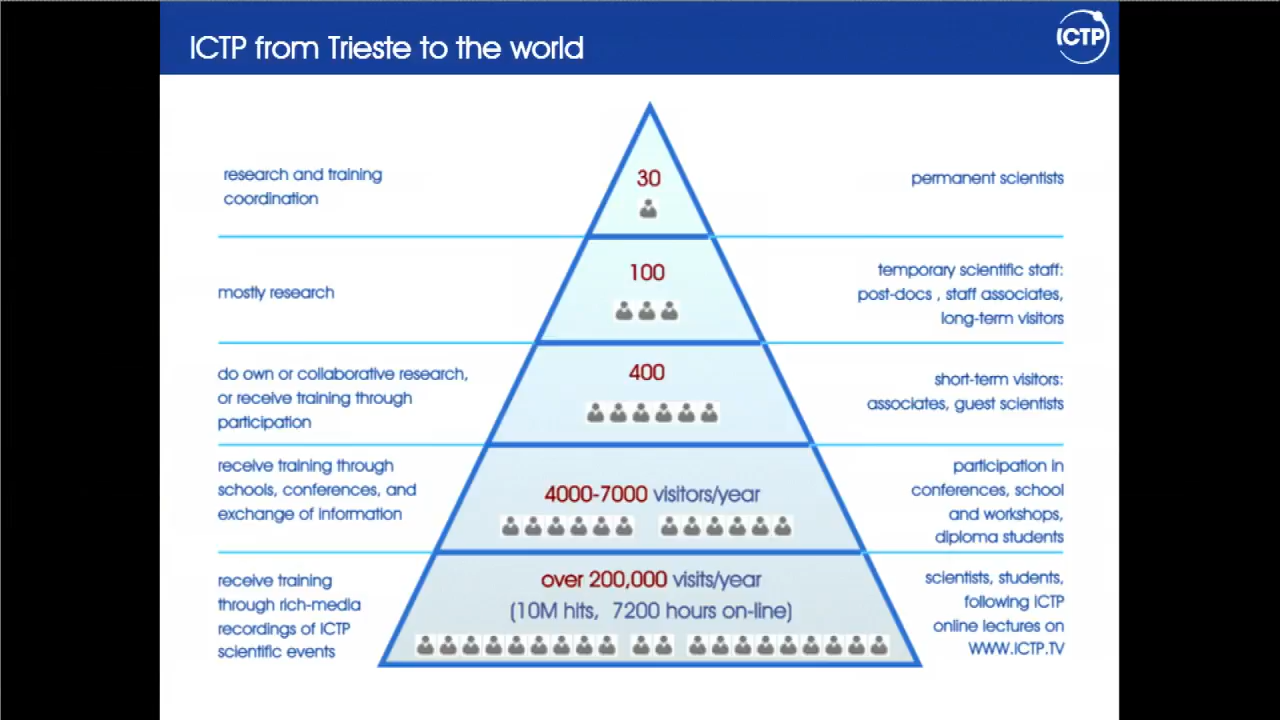 ICTP from Trieste to the world
ICTP
research and training
coordination
30
permanent scientists
mostly research
100
temporary scientific staff:
post-docs , staff associates,
long-term visitors
do own or collaborative research,
or receive training through
participation
400
short-term visitors:
associates, guest scientists
receive training through
schools, conferences, and
exchange of information
4000-7000 visitors/year
participation in
conferences, school
and workshops,
diploma students
receive training
through rich-media
recordings of ICTP
scientific events
over 200,000 visits/year
(10M hits, 7200 hours on-line)
scientists, students,
following ICTP
online lectures on
WWW.ICTP.TV